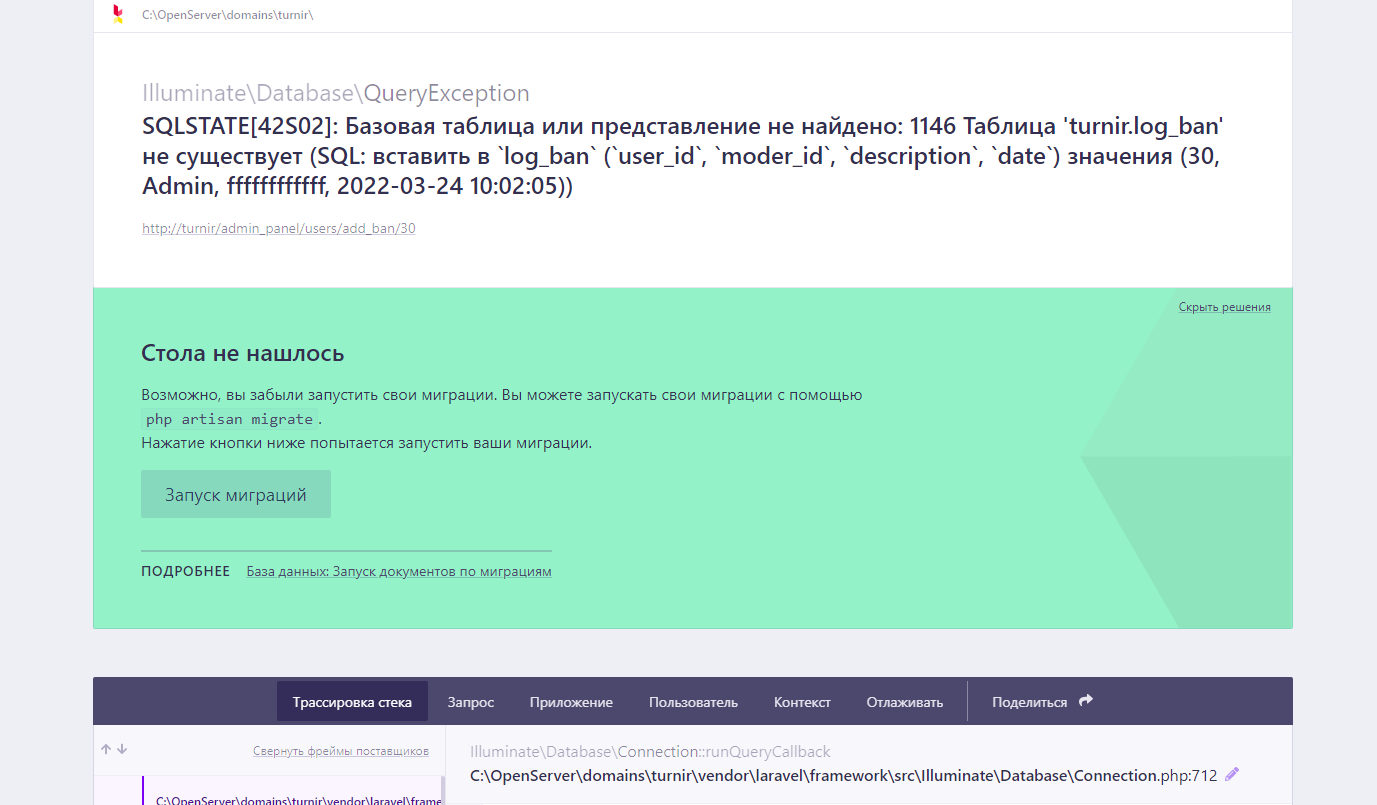 C:\OpenServer\domains\turnir\
Illuminate\Database\QueryException
SQLSTATE[42S02]: Базовая таблица или представление не найдено: 1146 Таблица 'turnir.log_ban'
не существует (SQL: вставить в `log_ban` (`user_id`, `moder_id`, `description`, `date`) значения (30,
Admin, ffffffffffff, 2022-03-24 10:02:05))
http://turnir/admin_panel/users/add_ban/30
Скрыть решения
Стола не нашлось
Возможно, вы забыли запустить свои миграции. Вы можете запускать свои миграции с помощью
php artisan migrate .
Нажатие кнопки ниже попытается запустить ваши миграции.
Запуск миграций
ПОДРОБНЕЕ База данных: Запуск документов по миграциям
Трассировка стека Запрос Приложение Пользователь Контекст Отлаживать Поделиться
Свернуть фреймы поставщиков
Illuminate\Database\Connection::runQueryCallback
C:\OpenServer\domains\turnir\vendor\laravel\framework\src\Illuminate\Database\Connection.php:712
C:\OpenServer\domains\turnir\vendor\laravel\frame